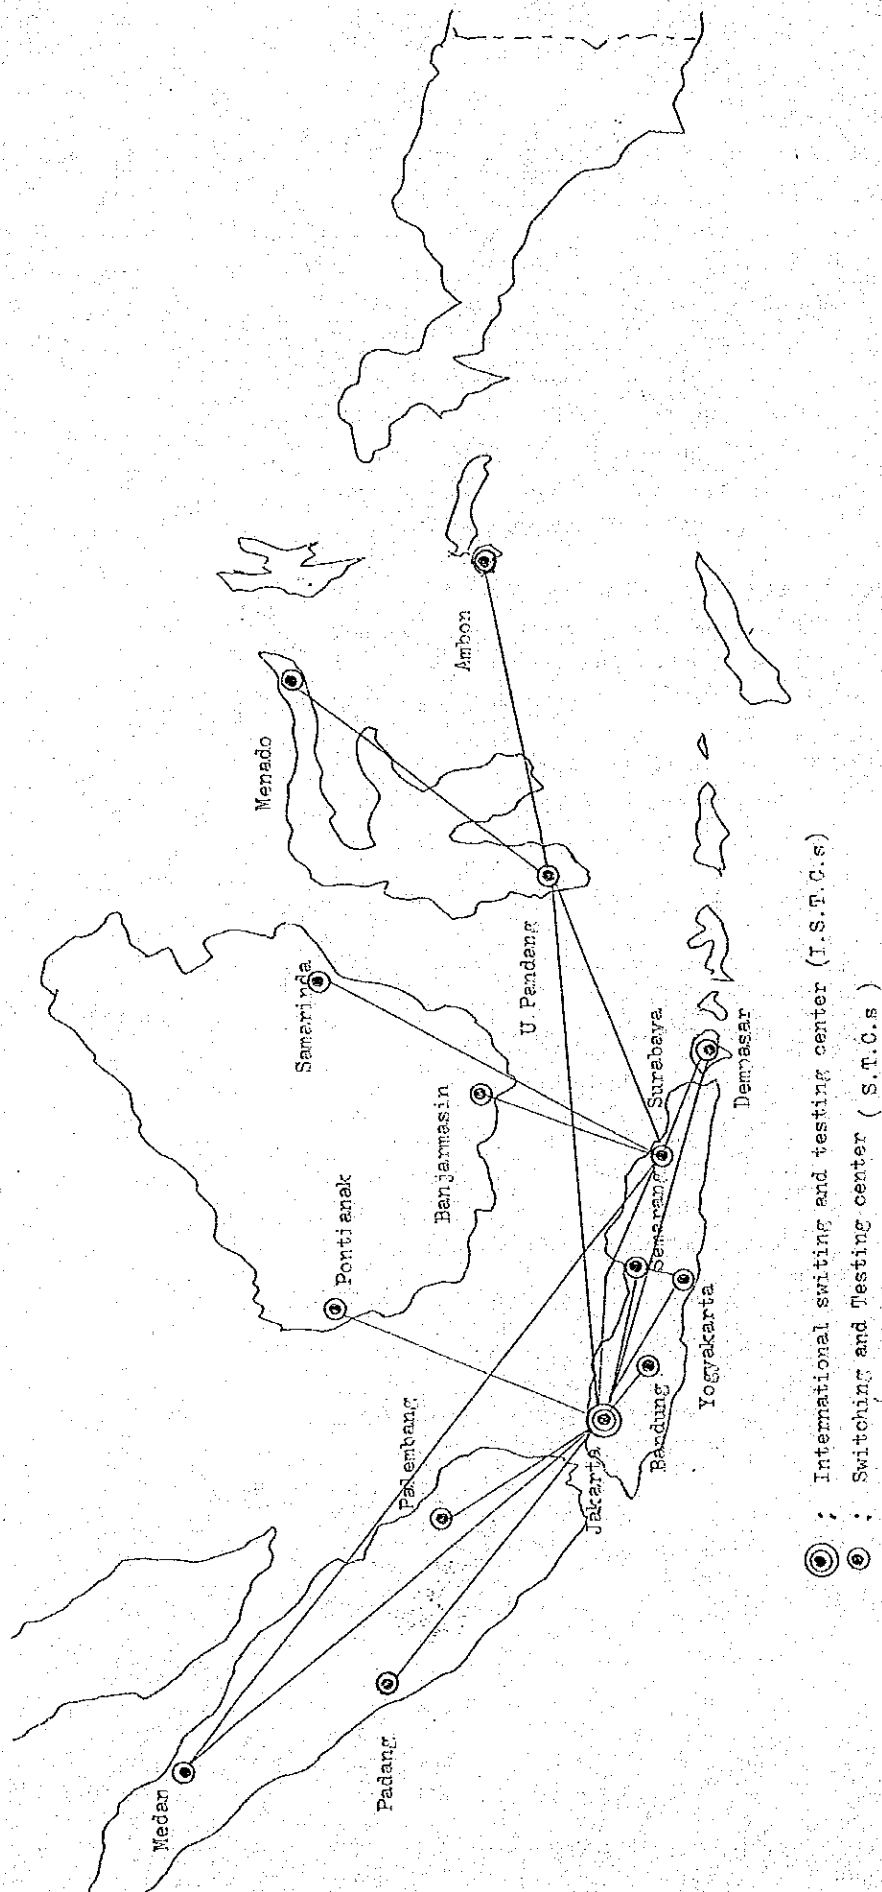 Medan
Padang
Palembang
Jakarta
Bandung
Yogyakarta
Semarang
Surabaya
Dempasar
Pontianak
Banjarmasin
Samarinda
U.Pandang
Menado
Ambon
: International switing and testing center (I.S.T.C.s)
: Switching and Testing center ( S.T.C.s )